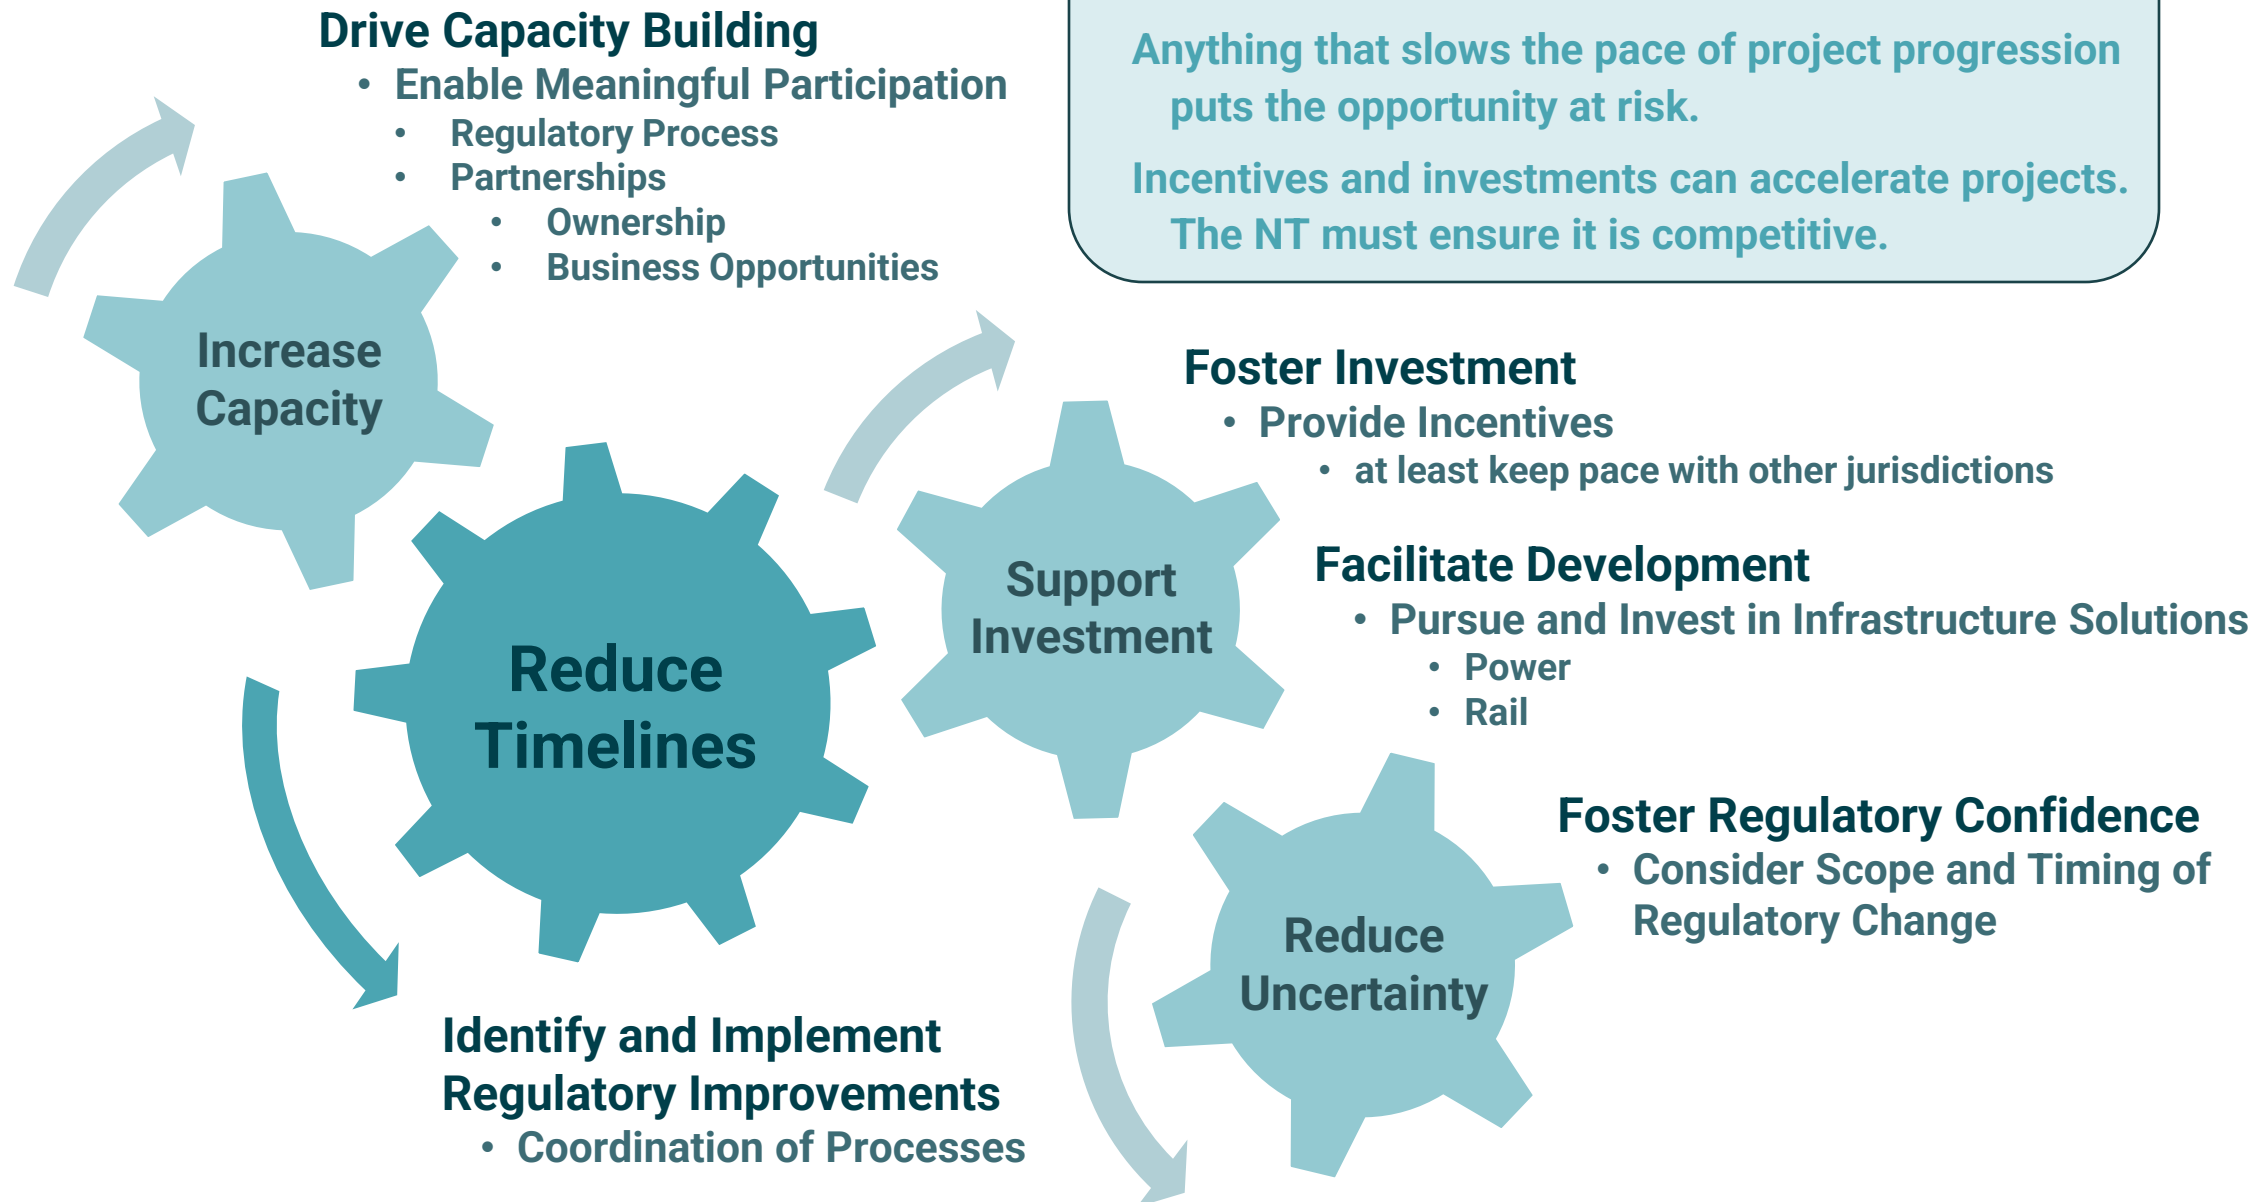 Drive Capacity Building
• Enable Meaningful Participation
• Regulatory Process
• Partnerships
• Ownership
• Business Opportunities
Anything that slows the pace of project progression
puts the opportunity at risk.
Incentives and investments can accelerate projects.
The NT must ensure it is competitive.
Increase
Capacity
Foster Investment
• Provide Incentives
• at least keep pace with other jurisdictions
Support
Investment
Facilitate Development
• Pursue and Invest in Infrastructure Solutions
• Power
• Rail
Reduce
Timelines
Foster Regulatory Confidence
• Consider Scope and Timing of
Regulatory Change
Reduce
Uncertainty
Identify and Implement
Regulatory Improvements
• Coordination of Processes